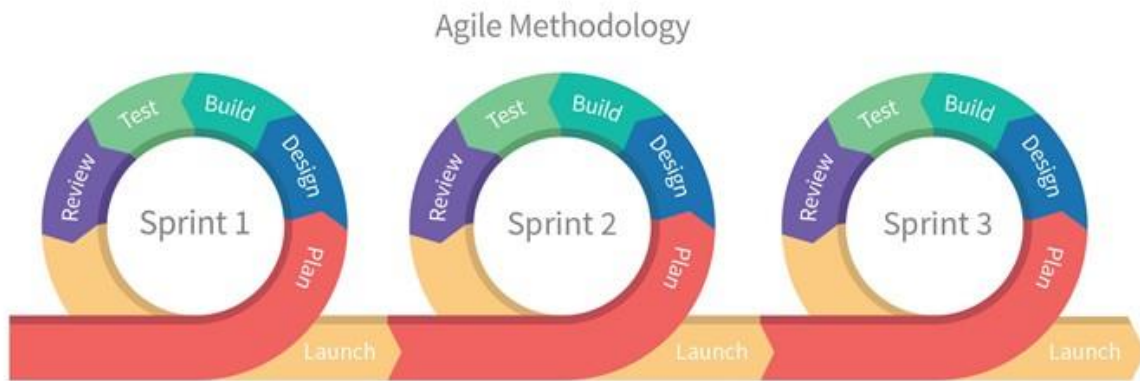 Agile Methodology
Test
Build
Review
Design
Sprint 1
Plan
Launch
Test
Build
Review
Design
Sprint 2
Plan
Launch
Test
Build
Review
Design
Sprint 3
Plan
Launch